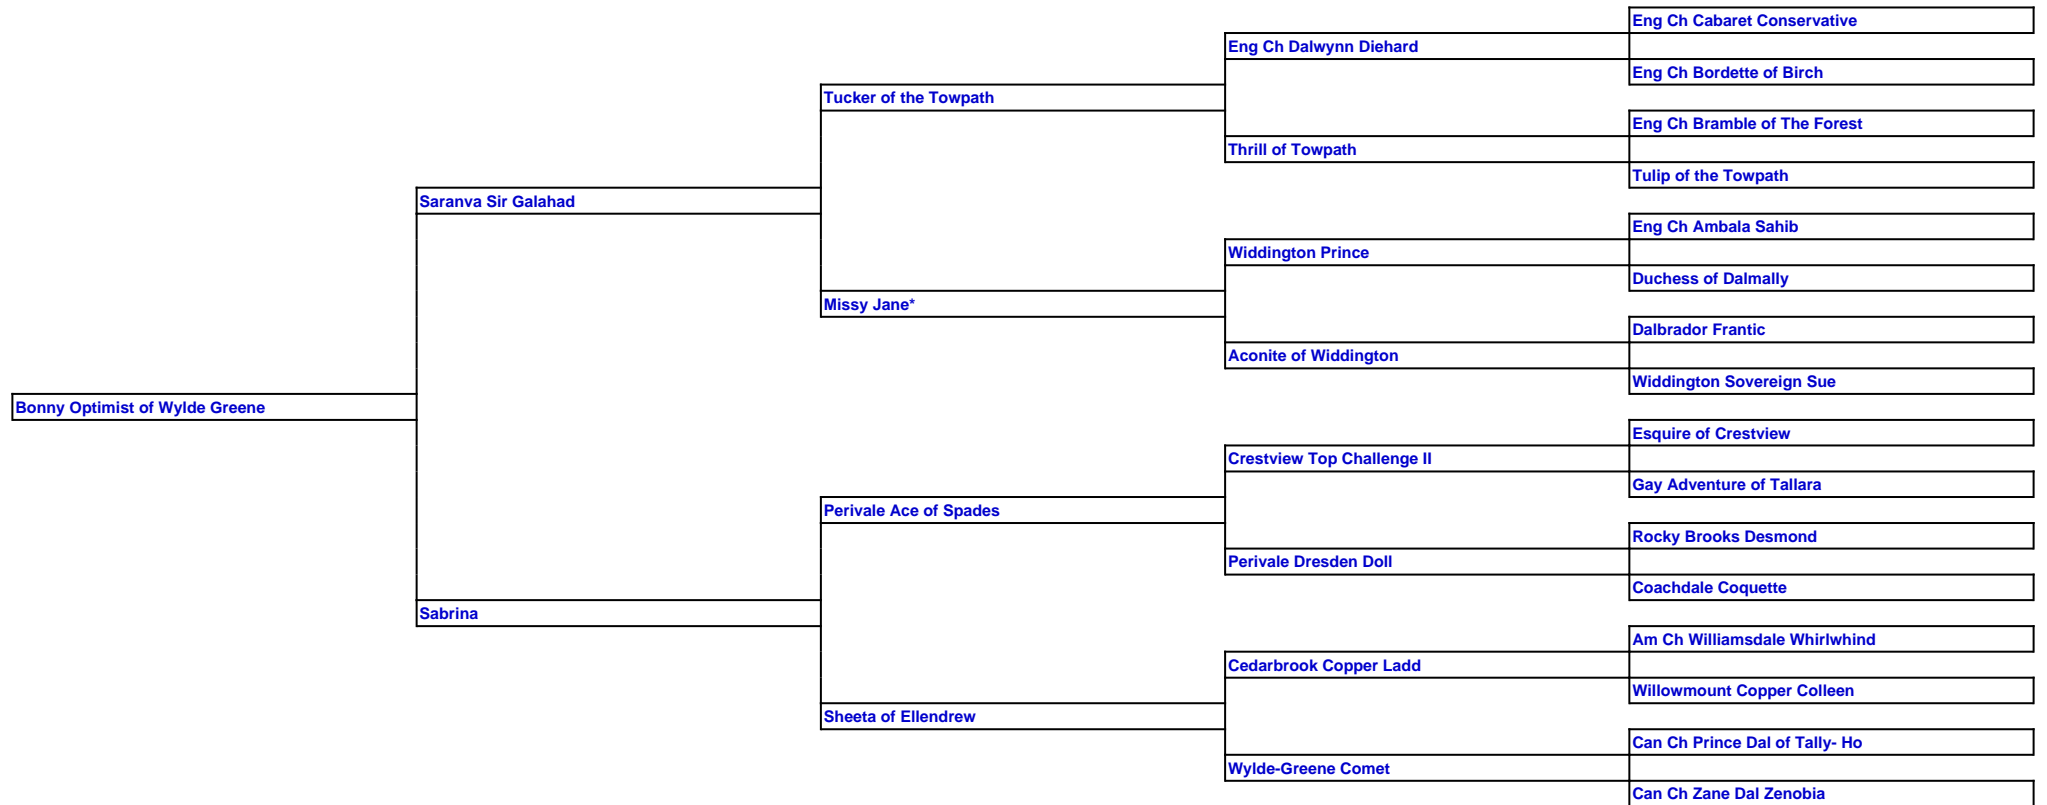 Eng Ch Cabaret Conservative
Eng Ch Dalwynn Diehard
Eng Ch Bordette of Birch
Tucker of the Towpath
Eng Ch Bramble of The Forest
Thrill of Towpath
Tulip of the Towpath
Saranva Sir Galahad
Eng Ch Ambala Sahib
Widdington Prince
Duchess of Dalmally
Missy Jane*
Dalbrador Frantic
Aconite of Widdington
Widdington Sovereign Sue
Bonny Optimist of Wylde Greene
Esquire of Crestview
Crestview Top Challenge II
Gay Adventure of Tallara
Perivale Ace of Spades
Rocky Brooks Desmond
Perivale Dresden Doll
Coachdale Coquette
Sabrina
Am Ch Williamsdale Whirlwhind
Cedarbrook Copper Ladd
Willowmount Copper Colleen
Sheeta of Ellendrew
Can Ch Prince Dal of Tally- Ho
Wylde-Greene Comet
Can Ch Zane Dal Zenobia